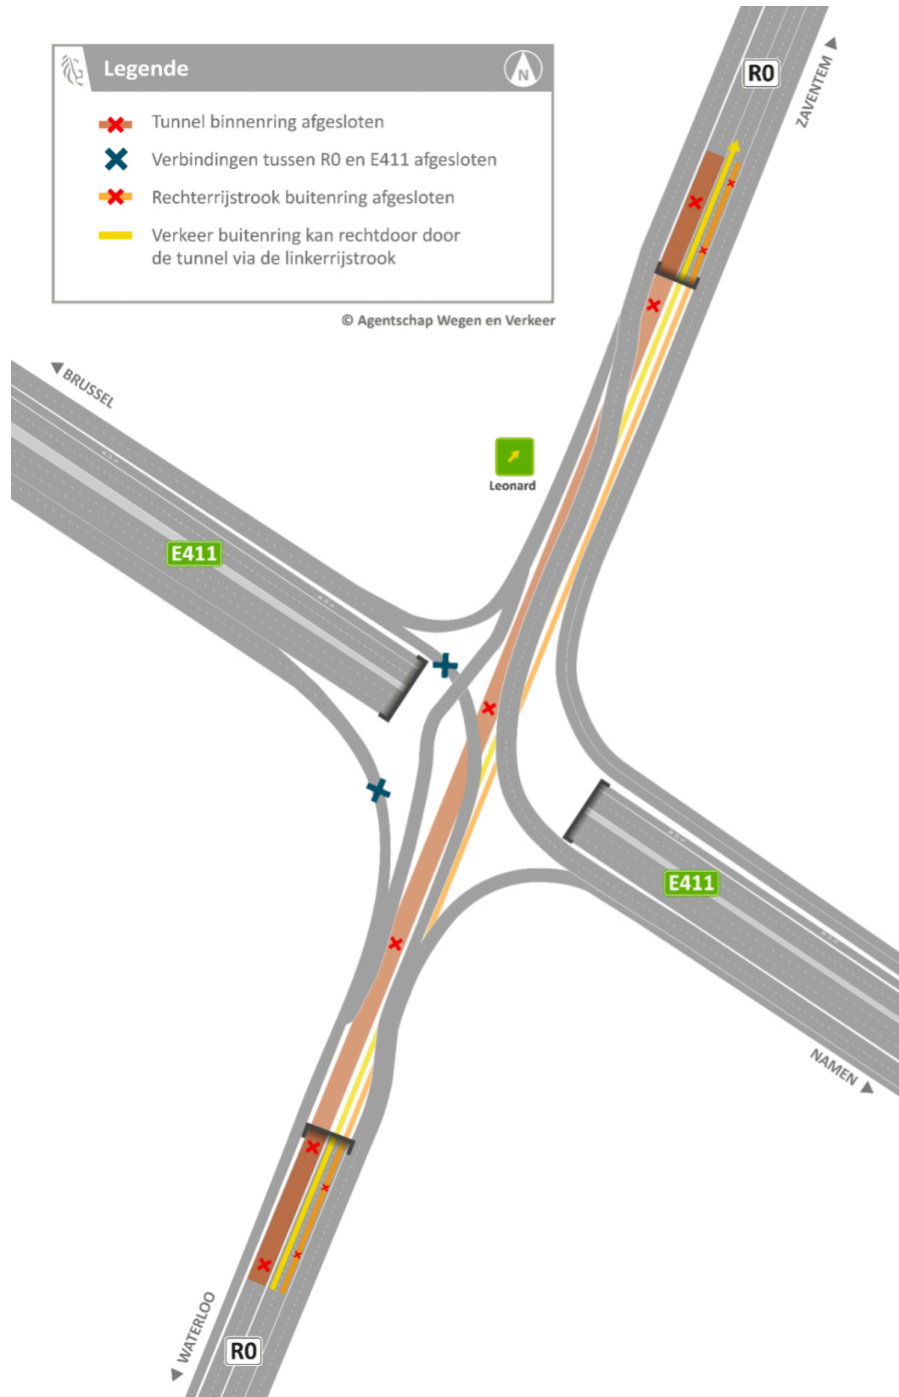 Legende
N
Tunnel binnenring afgesloten
Verbindingen tussen R0 en E411 afgesloten
Rechterrijstrook buitenring afgesloten
Verkeer buitenring kan rechtdoor door
de tunnel via de linkerrijstrook
© Agentschap Wegen en Verkeer
R0
ZAVENTEM
BRUSSEL
Leonard
E411
E411
NAMEN
WATERLOO
R0